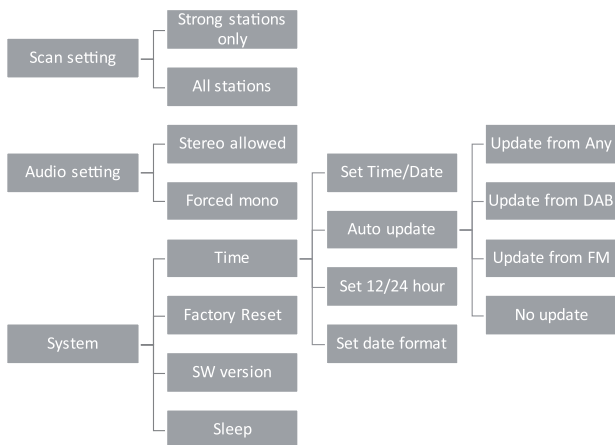 Scan setting
Strong stations
only
All stations
Audio setting
Stereo allowed
Forced mono
System
Time
Factory Reset
SW version
Sleep
Set Time/Date
Auto update
Set 12/24 hour
Set date format
Update from Any
Update from DAB
Update from FM
No update